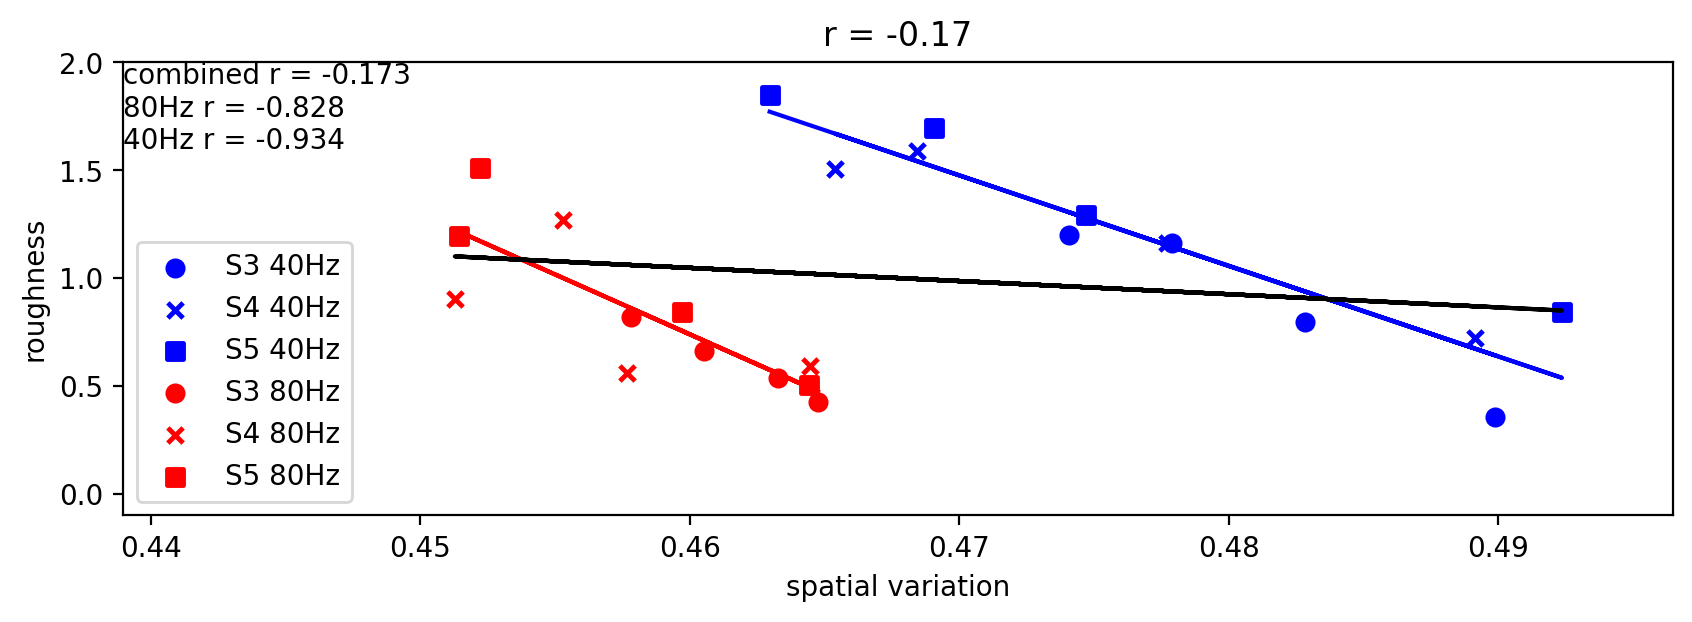 r = -0.17
combined r = -0.173
80Hz r = -0.828
40Hz r = -0.934
2.0
1.5
1.0
0.5
0.0
roughness
S3 40Hz
S4 40Hz
S5 40Hz
S3 80Hz
S4 80Hz
S5 80Hz
0.44 0.45 0.46 0.47 0.48 0.49
spatial variation